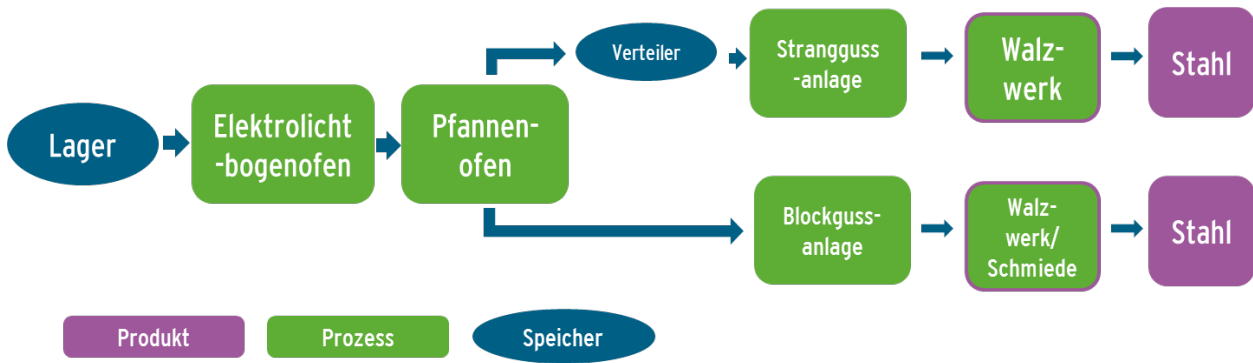 Lager
Elektrolicht
-bogenofen
Pfannen-
ofen
Verteiler
Strangguss
-anlage
Walz-
werk
Stahl
Blockguss-
anlage
Walz-
werk/
Schmiede
Stahl
Produkt
Prozess
Speicher